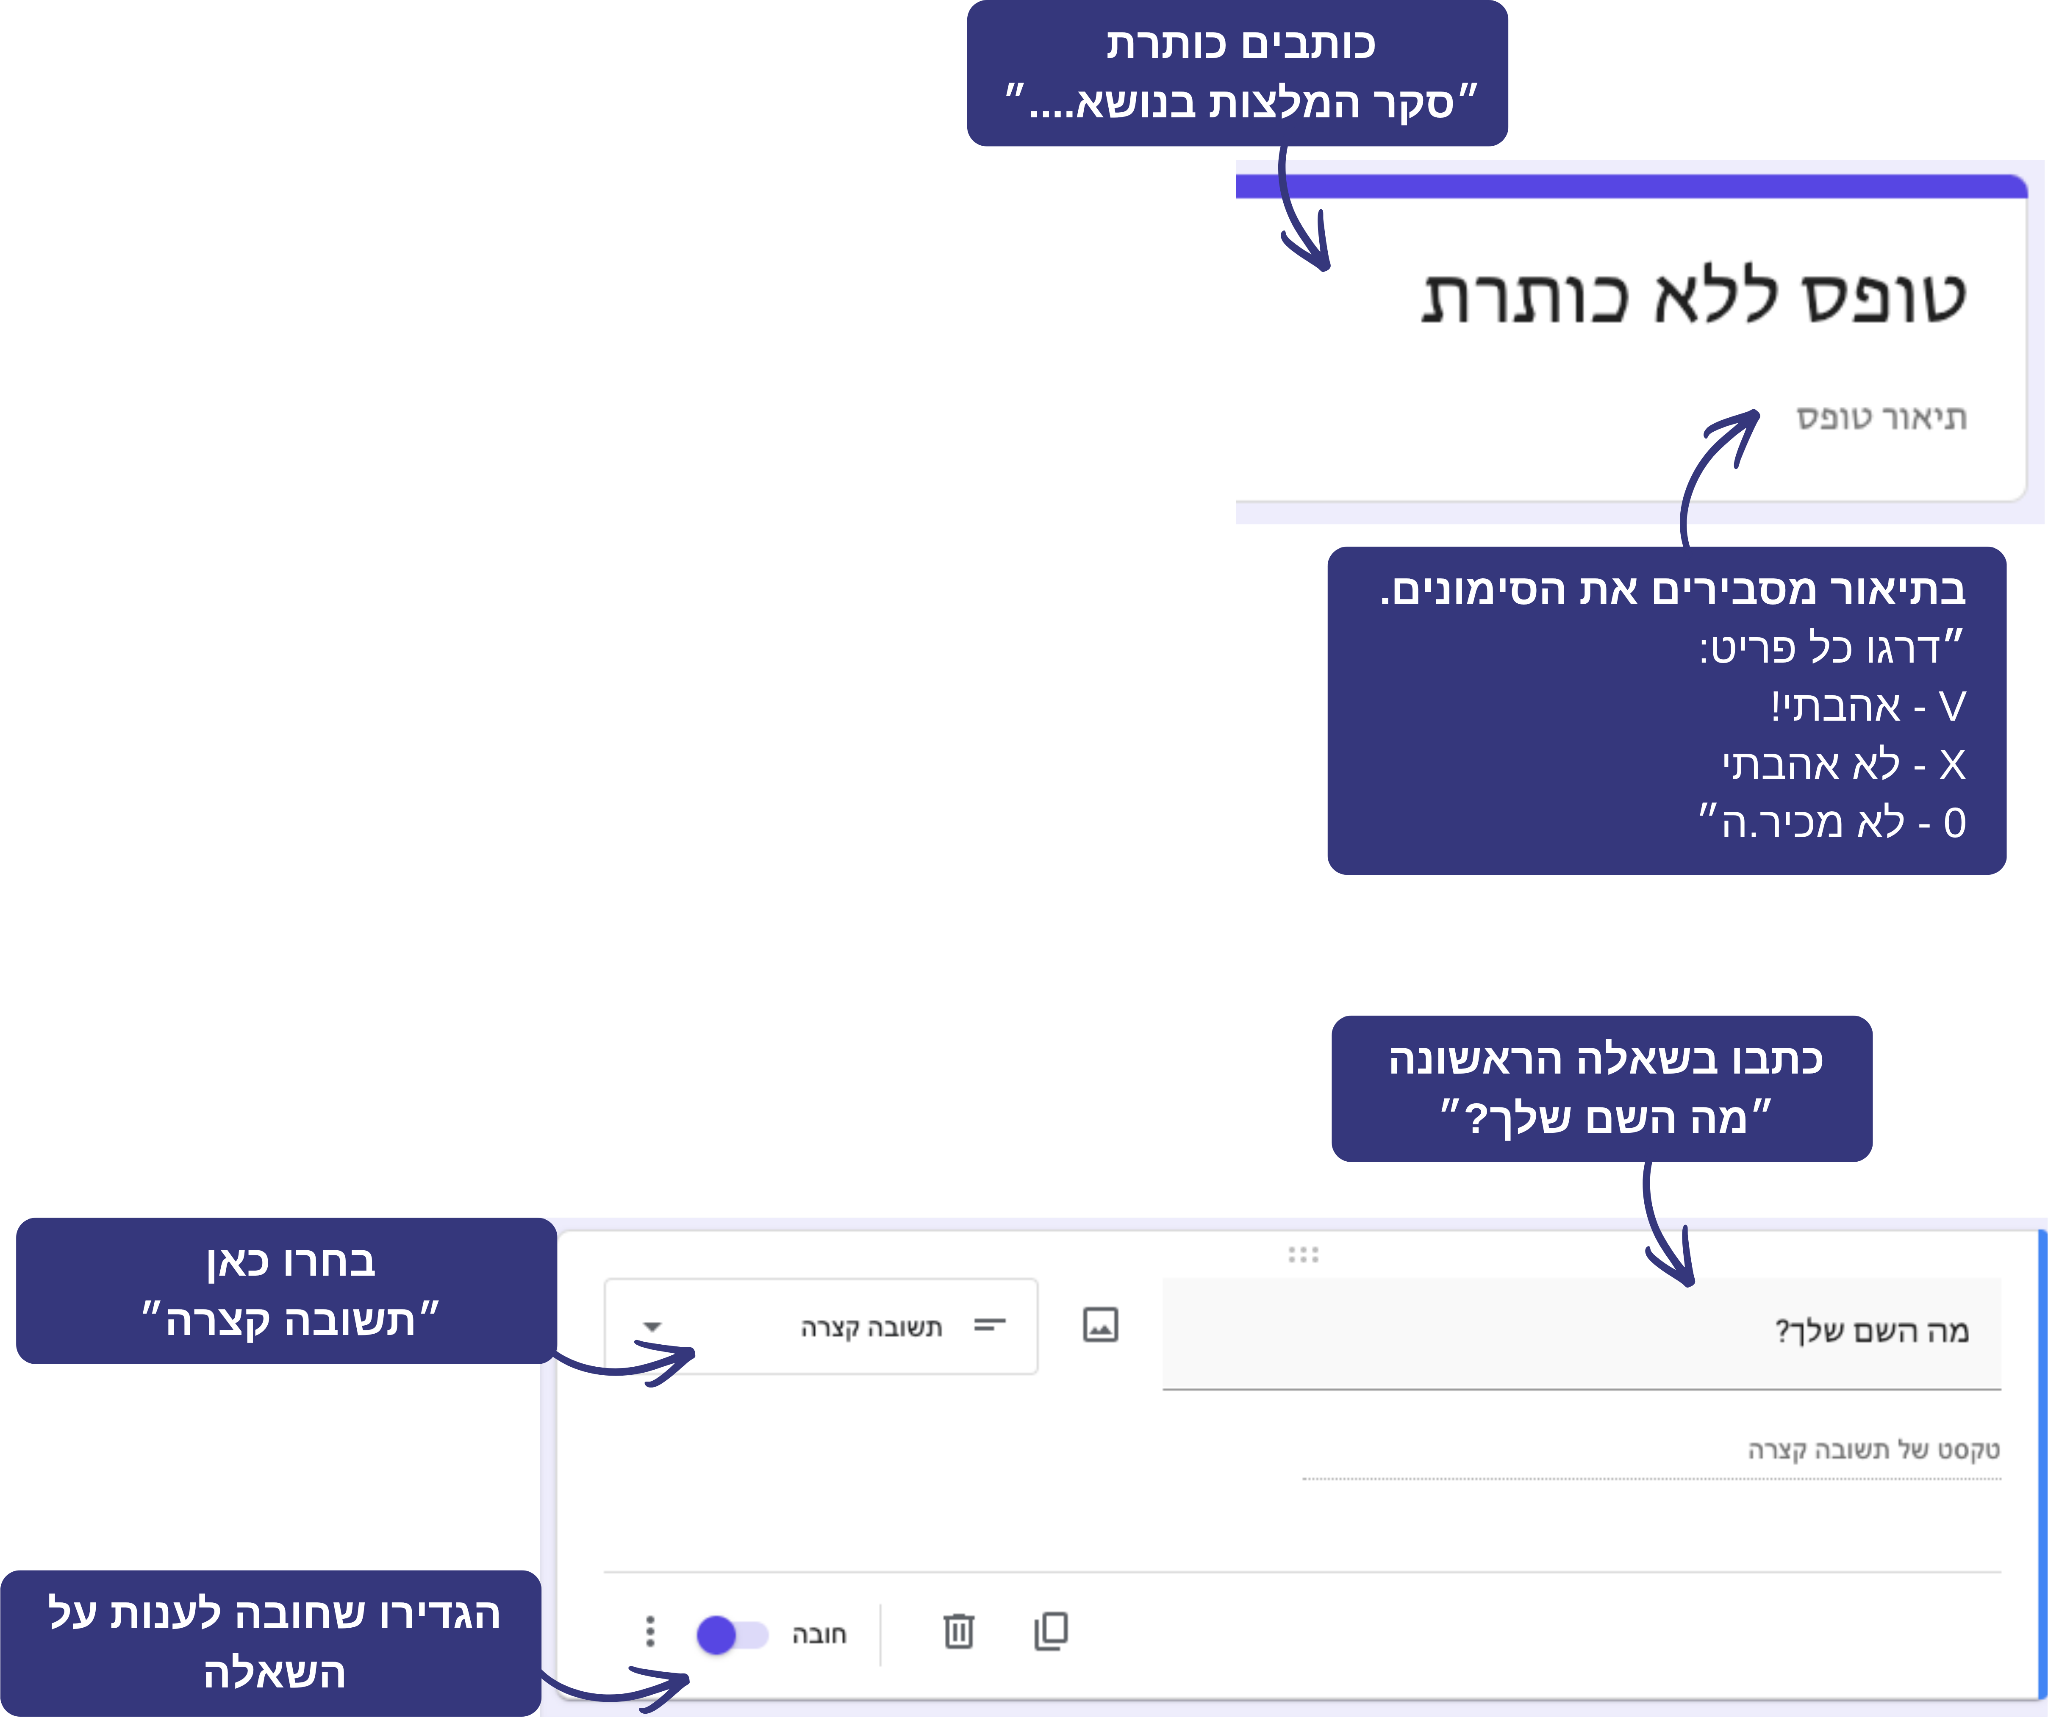 כותבים כותרת
"סקר המלצות בנושא...."
טופס ללא כותרת
תיאור טופס
בתיאור מסבירים את הסימונים.
"דרגו כל פריט:
V - אהבתי!
X - לא אהבתי
0 - לא מכיר.ה"
כתבו בשאלה הראשונה
"מה השם שלך?"
בחרו כאן
"תשובה קצרה"
מה השם שלך?
תשובה קצרה
טקסט של תשובה קצרה
הגדירו שחובה לענות על
השאלה
חובה